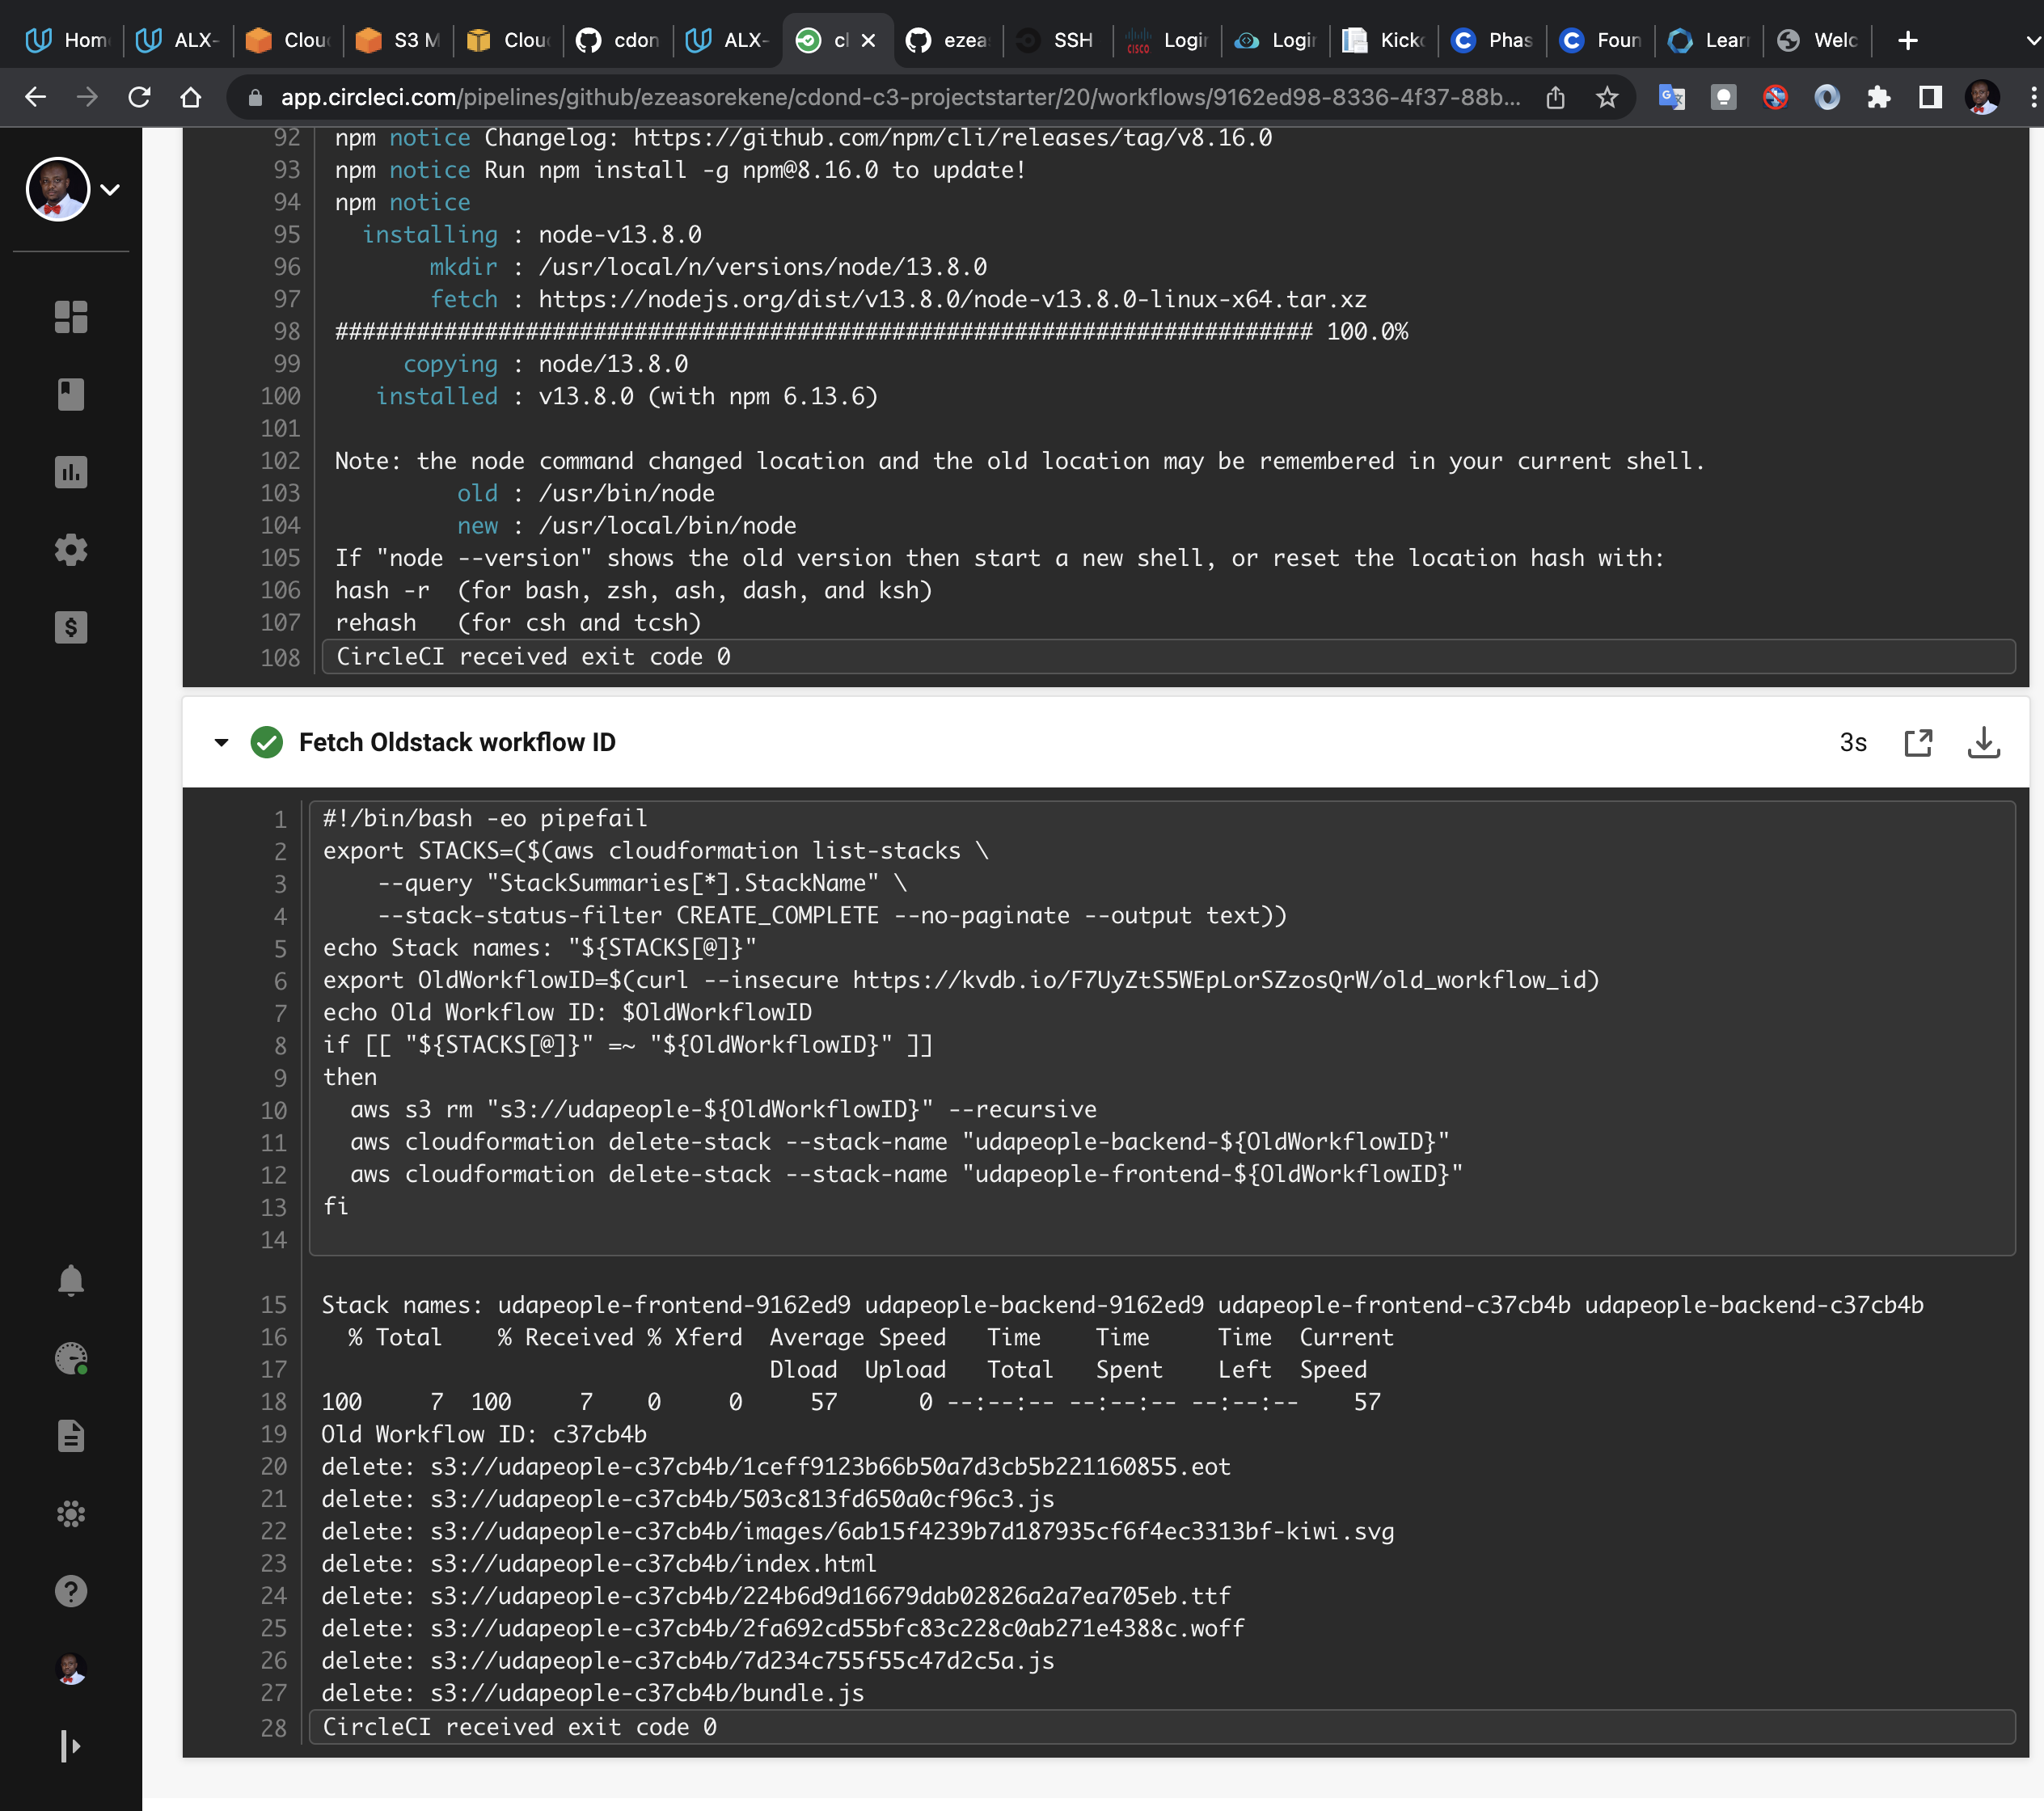 Hom
ALX-
Clou
S3 M
Clou
cdon
ALX-
cl
ezea
SSH
CISCO
Login
Login
Kick
Phas
Foun
Lear
Welc
app.circleci.com/pipelines/github/ezeasorekene/cdond-c3-projectstarter/20/workflows/9162ed98-8336-4f37-88b...
92 npm notice Changelog: https://github.com/npm/cli/releases/tag/v8.16.0
93 npm notice Run npm install -g npm@8.16.0 to update!
94 npm notice
95 installing : node-v13.8.0
96 mkdir : /usr/local/n/versions/node/13.8.0
97 fetch : https://nodejs.org/dist/v13.8.0/node-v13.8.0-linux-x64.tar.xz
98 ######################################################################## 100.0%
99 copying : node/13.8.0
100 installed : v13.8.0 (with npm 6.13.6)
101
102 Note: the node command changed location and the old location may be remembered in your current shell.
103 old : /usr/bin/node
104 new : /usr/local/bin/node
105 If "node --version" shows the old version then start a new shell, or reset the location hash with:
106 hash -r (for bash, zsh, ash, dash, and ksh)
107 rehash (for csh and tcsh)
108 CircleCI received exit code 0
Fetch Oldstack workflow ID 3s
1 #!/bin/bash -eo pipefail
2 export STACKS=($(aws cloudformation list-stacks \
3 --query "StackSummaries[*].StackName" \
4 --stack-status-filter CREATE_COMPLETE --no-paginate --output text))
5 echo Stack names: "${STACKS[@]}"
6 export OldWorkflowID=$(curl --insecure https://kvdb.io/F7UyZtS5WEpLorSZzosQrW/old_workflow_id)
7 echo Old Workflow ID: $OldWorkflowID
8 if [[ "${STACKS[@]}" =~ "${OldWorkflowID}" ]]
9 then
10 aws s3 rm "s3://udapeople-${OldWorkflowID}" --recursive
11 aws cloudformation delete-stack --stack-name "udapeople-backend-${OldWorkflowID}"
12 aws cloudformation delete-stack --stack-name "udapeople-frontend-${OldWorkflowID}"
13 fi
14
15 Stack names: udapeople-frontend-9162ed9 udapeople-backend-9162ed9 udapeople-frontend-c37cb4b udapeople-backend-c37cb4b
16 % Total % Received % Xferd Average Speed Time Time Time Current
17 Dload Upload Total Spent Left Speed
18 100 7 100 7 0 0 57 0 --:--:-- --:--:-- --:--:-- 57
19 Old Workflow ID: c37cb4b
20 delete: s3://udapeople-c37cb4b/1ceff9123b66b50a7d3cb5b221160855.eot
21 delete: s3://udapeople-c37cb4b/503c813fd650a0cf96c3.js
22 delete: s3://udapeople-c37cb4b/images/6ab15f4239b7d187935cf6f4ec3313bf-kiwi.svg
23 delete: s3://udapeople-c37cb4b/index.html
24 delete: s3://udapeople-c37cb4b/224b6d9d16679dab02826a2a7ea705eb.ttf
25 delete: s3://udapeople-c37cb4b/2fa692cd55bfc83c228c0ab271e4388c.woff
26 delete: s3://udapeople-c37cb4b/7d234c755f55c47d2c5a.js
27 delete: s3://udapeople-c37cb4b/bundle.js
28 CircleCI received exit code 0